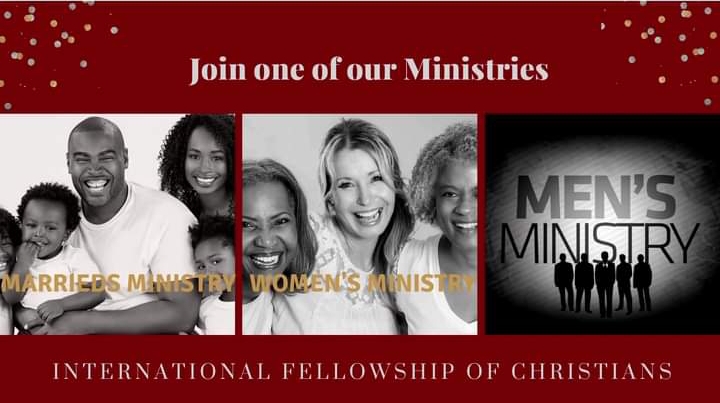 Join one of our Ministries
MARRIEDS MINISTRY
WOMEN'S MINISTRY
MEN'S
MINISTRY
INTERNATIONAL FELLOWSHIP OF CHRISTIANS